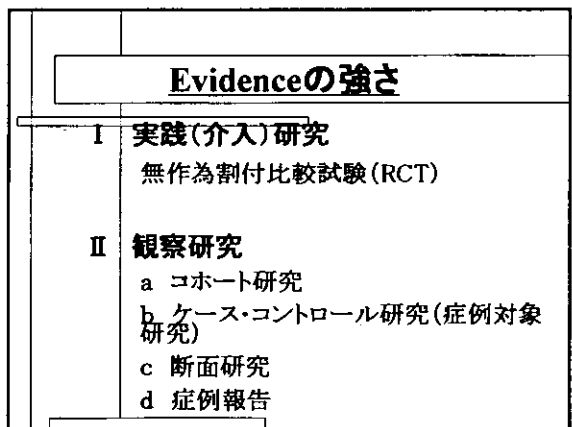 Evidenceの強さ
Ⅰ 実践(介入)研究
無作為割付比較試験(RCT)
Ⅱ 観察研究
a コホート研究
b ケース・コントロール研究(症例対象
研究)
c 断面研究
d 症例報告